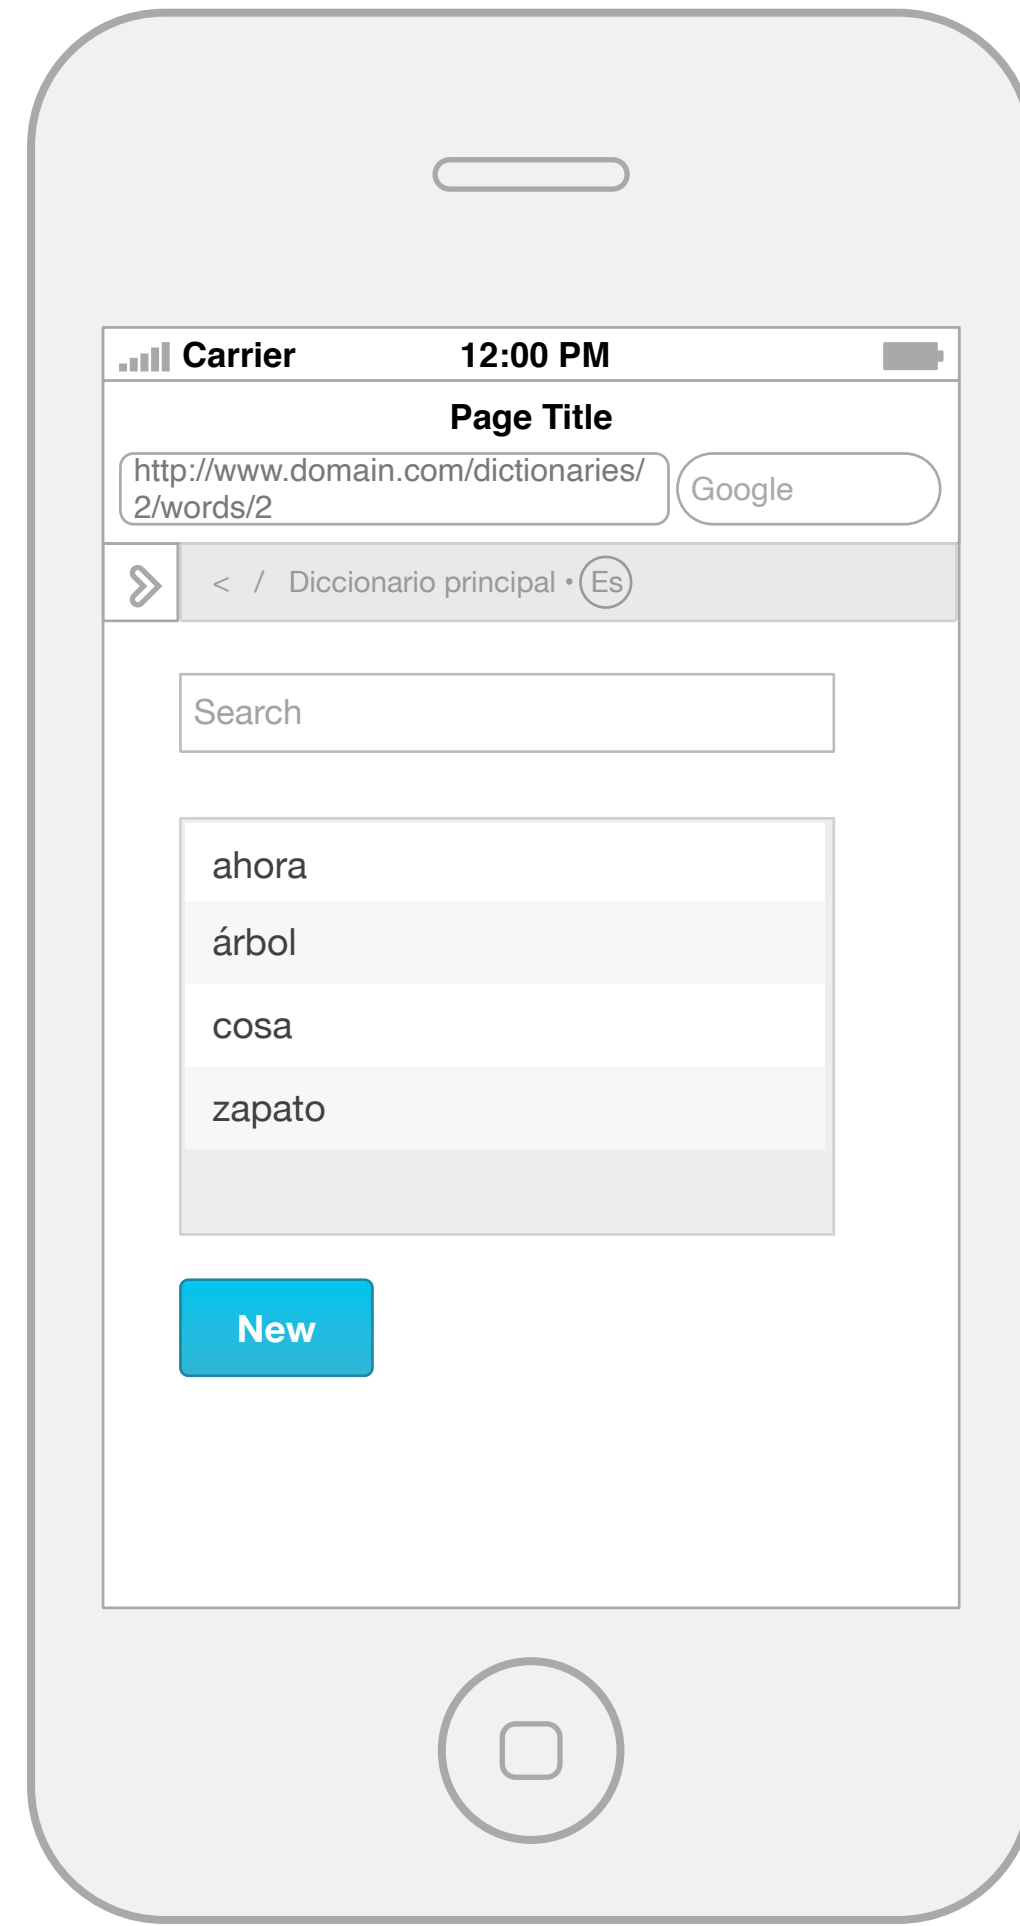 Carrier 12:00 PM
Page Title
http://www.domain.com/dictionaries/
2/words/2
Google
< / Diccionario principal • Es
Search
ahora
árbol
cosa
zapato
New